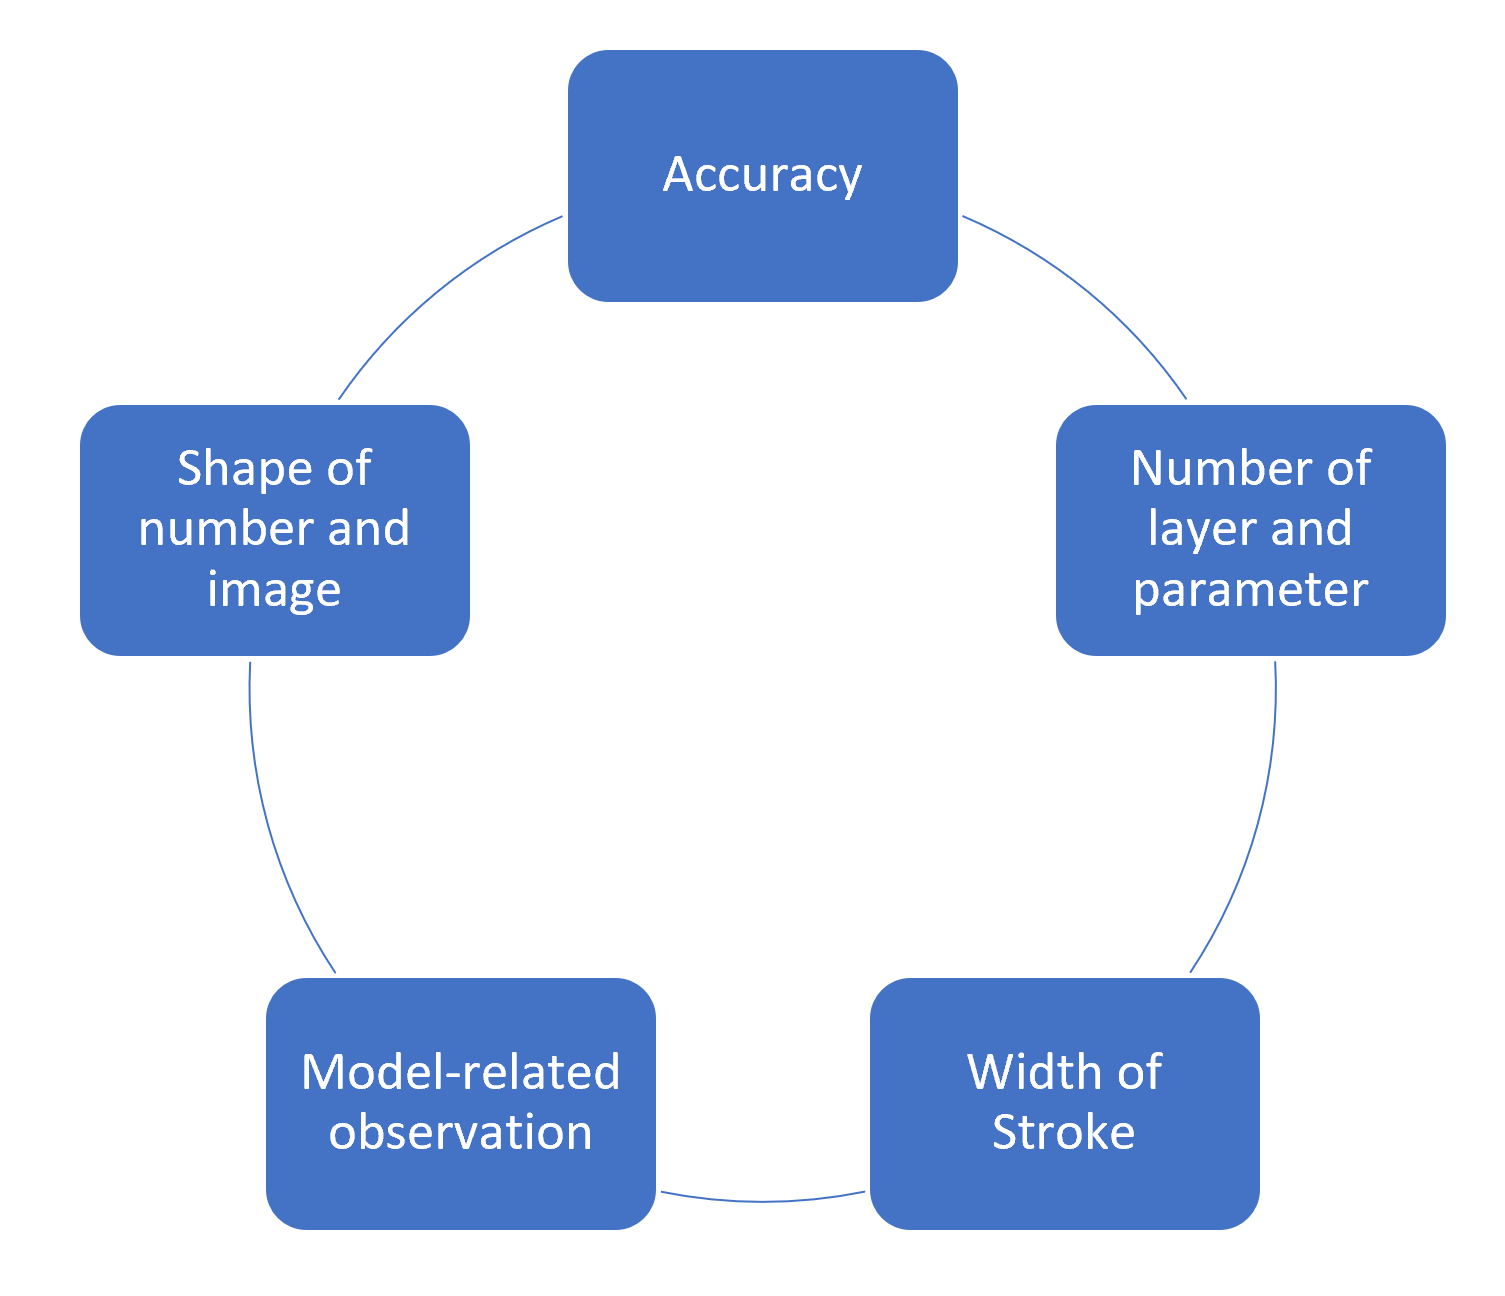 Accuracy
Number of
layer and
parameter
Width of
Stroke
Model-related
observation
Shape of
number and
image